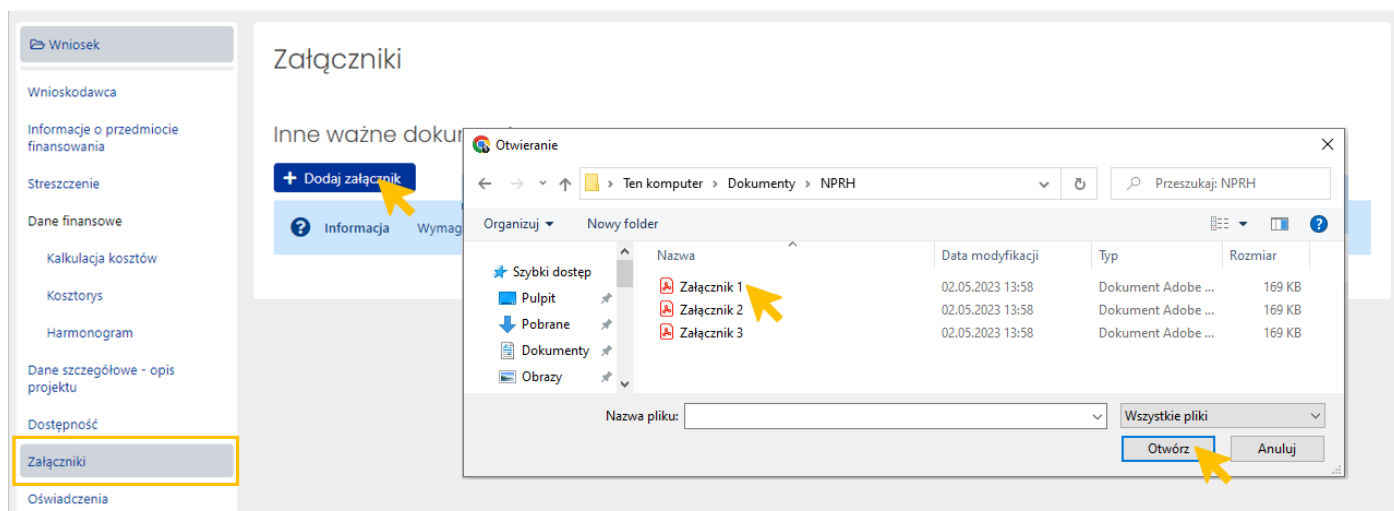 Wniosek
Wnioskodawca
Informacje o przedmiocie
finansowania
Streszczenie
Dane finansowe
Kalkulacja kosztów
Kosztorys
Harmonogram
Dane szczegółowe - opis
projektu
Dostępność
Załączniki
Oświadczenia
Załączniki
Inne ważne
+ Dodaj załącznik
? Informacja
Otwieranie
Ten komputer > Dokumenty > NPRH
Przeszukaj: NPRH
Organizuj
Nowy folder
?
Szybki dostęp
Pulpit
Pobrane
Dokumenty
Obrazy
Nazwa Data modyfikacji Typ Rozmiar
Załącznik 1 02.05.2023 13:58 Dokument Adobe ... 169 KB
Załącznik 2 02.05.2023 13:58 Dokument Adobe ... 169 KB
Załącznik 3 02.05.2023 13:58 Dokument Adobe ... 169 KB
Nazwa pliku:
Wszystkie pliki
Otwórz
Anuluj